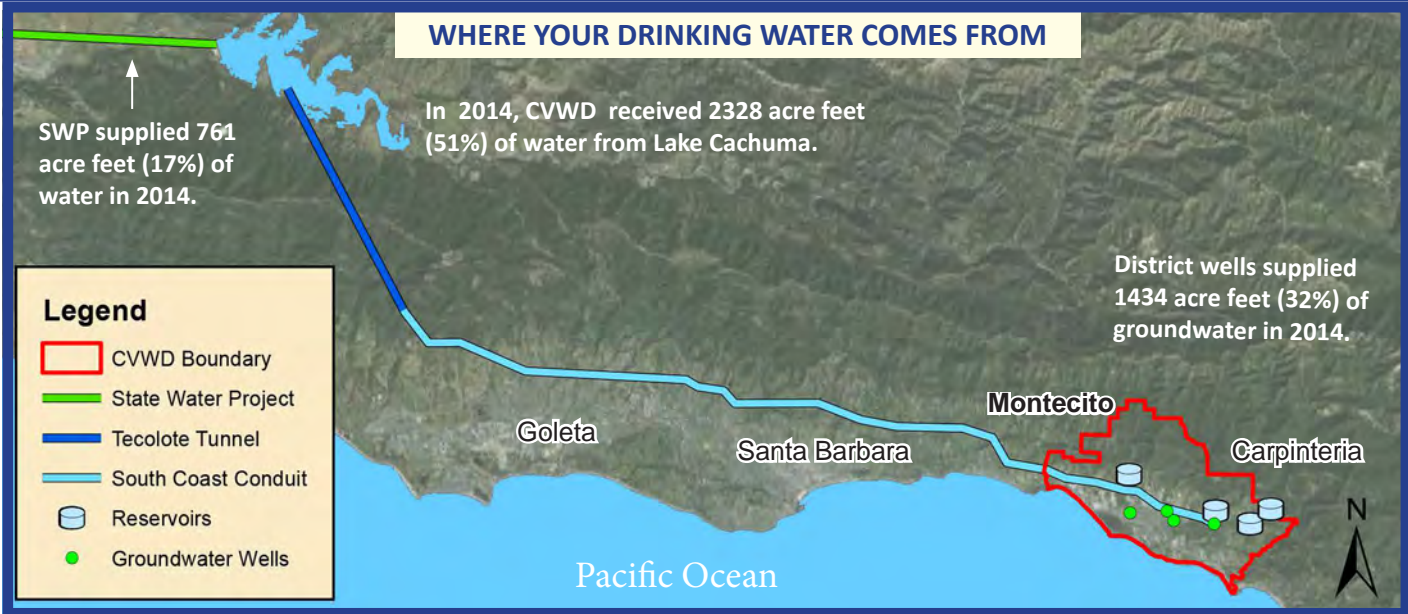 WHERE YOUR DRINKING WATER COMES FROM
SWP supplied 761
acre feet (17%) of
water in 2014.
In 2014, CVWD received 2328 acre feet
(51%) of water from Lake Cachuma.
District wells supplied
1434 acre feet (32%) of
groundwater in 2014.
Legend
CVWD Boundary
State Water Project
Tecolote Tunnel
South Coast Conduit
Reservoirs
Groundwater Wells
Goleta
Santa Barbara
Montecito
Carpinteria
N
Pacific Ocean